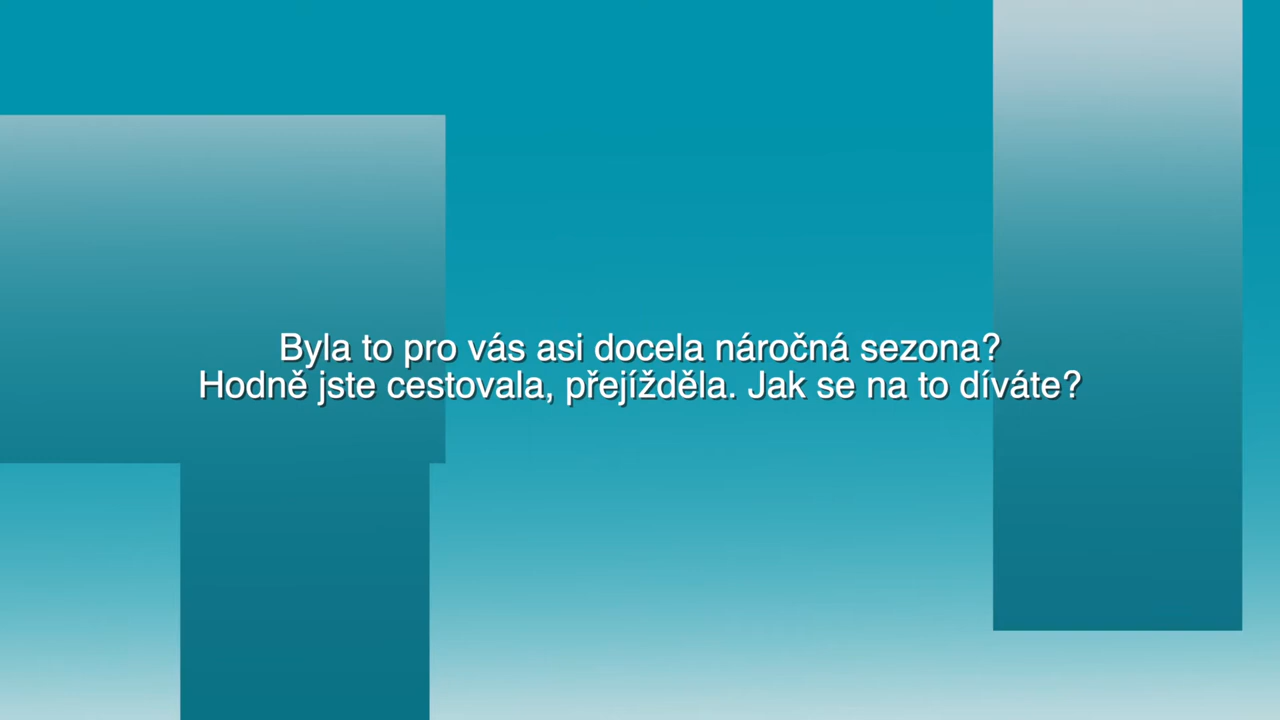 Byla to pro vás asi docela náročná sezona?
Hodně jste cestovala, přejížděla. Jak se na to díváte?